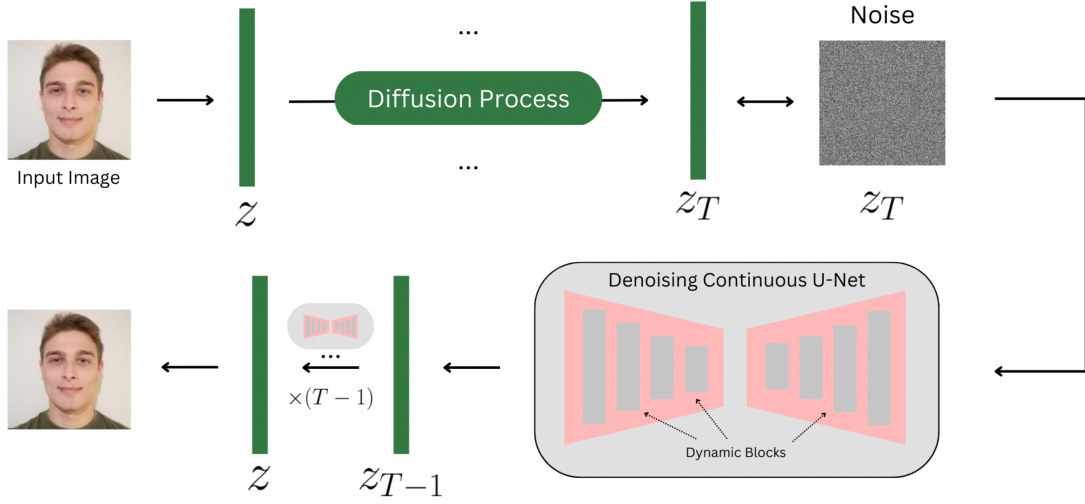 Noise
...
Diffusion Process
...
Input Image
z
z_T
z_T
Denoising Continuous U-Net
...
×(T − 1)
Dynamic Blocks
z
z_{T−1}